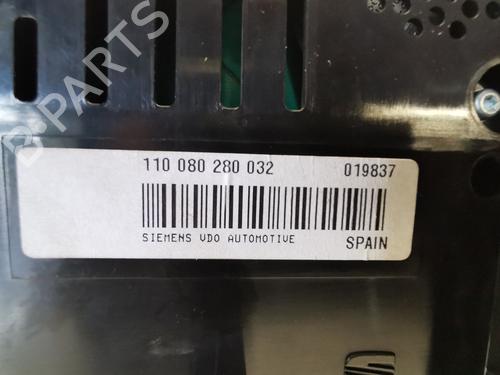 B-PARTS
110 080 280 032 019837
SIEMENS VDO AUTOMOTIVE SPAIN